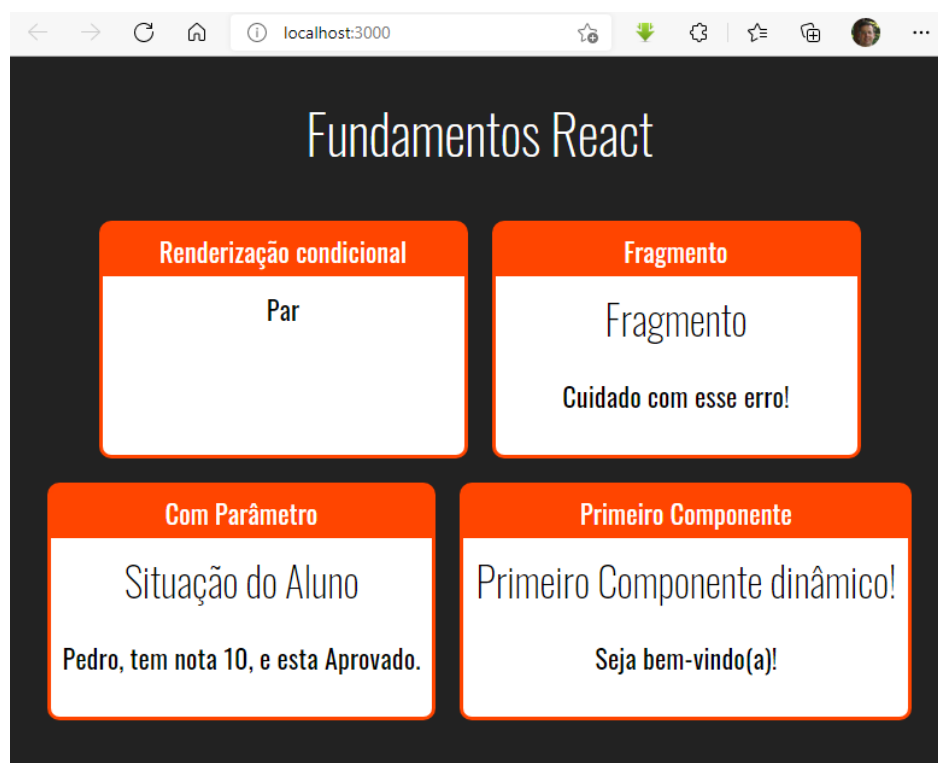 localhost:3000
Fundamentos React
Renderização condicional
Par
Fragmento
Fragmento
Cuidado com esse erro!
Com Parâmetro
Situação do Aluno
Pedro, tem nota 10, e esta Aprovado.
Primeiro Componente
Primeiro Componente dinâmico!
Seja bem-vindo(a)!